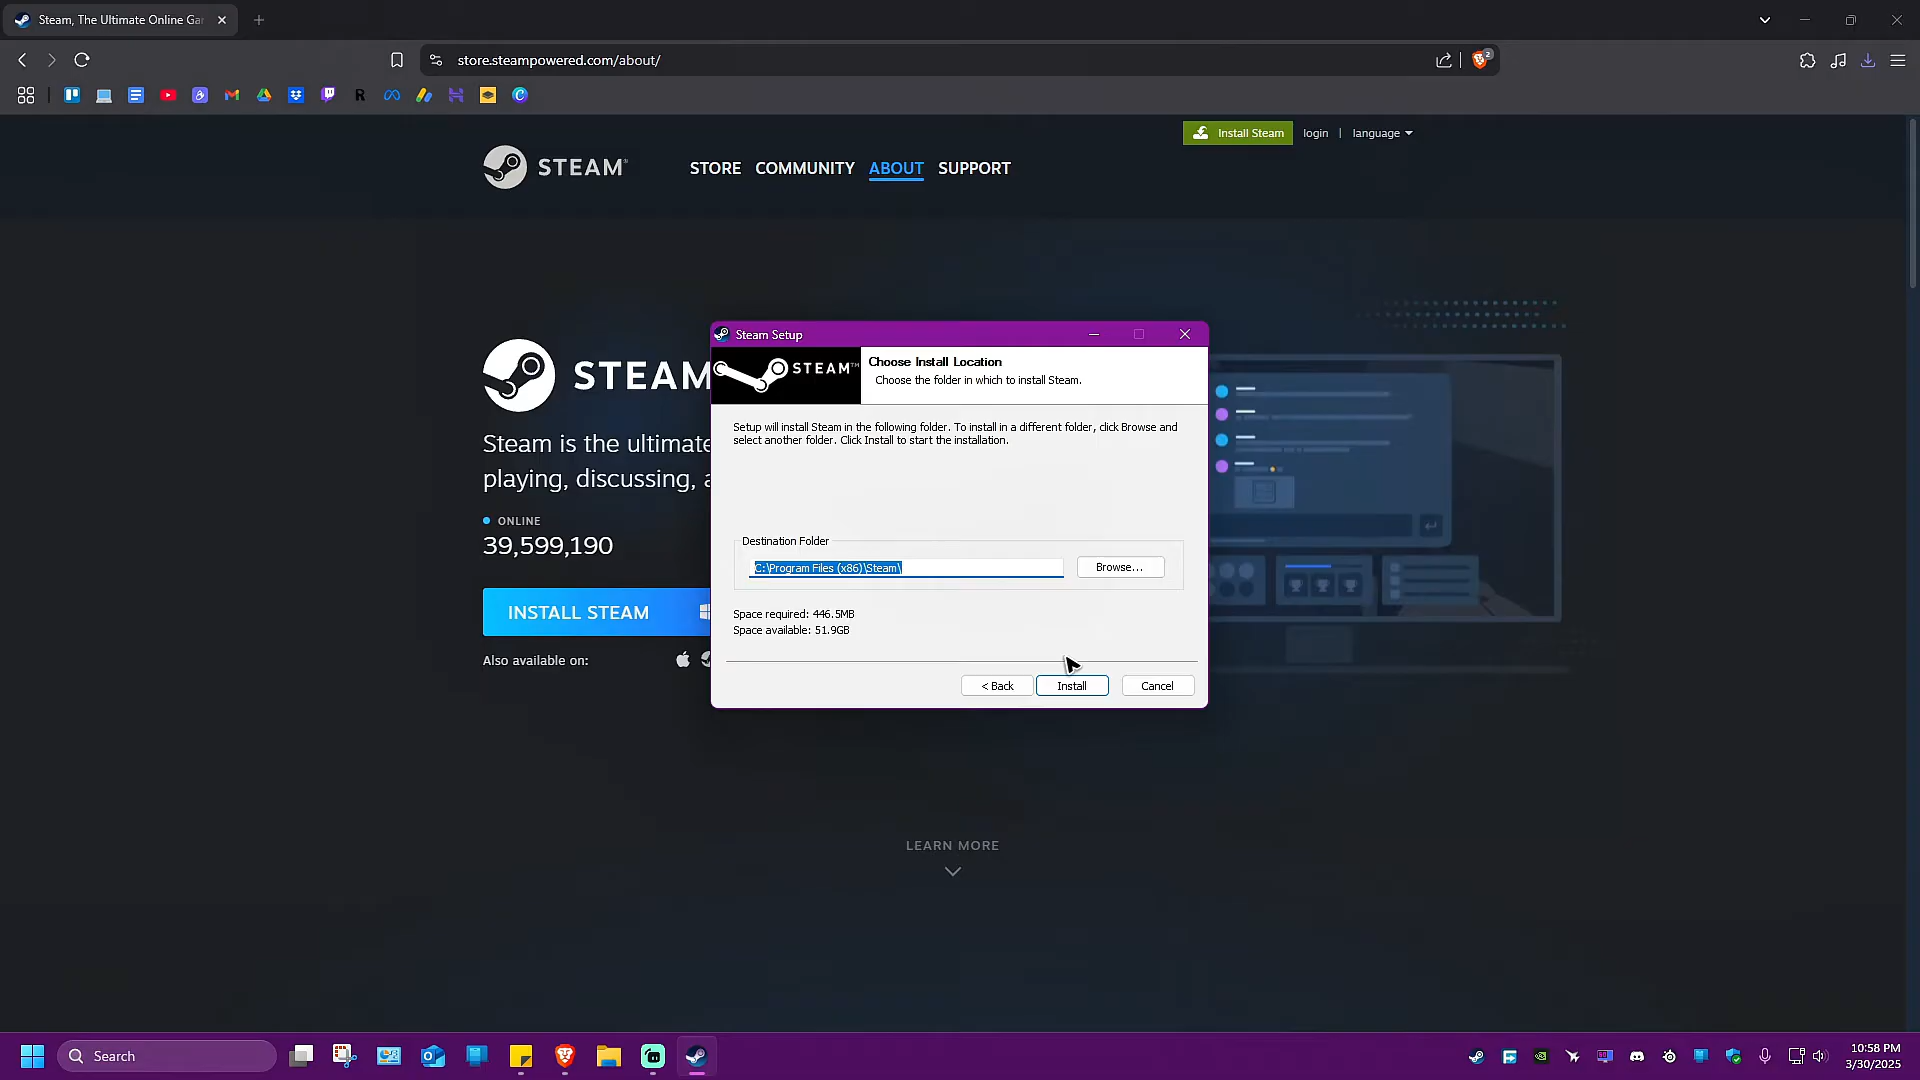 Steam, The Ultimate Online Ga
store.steampowered.com/about/
2
Install Steam login | language
STEAM®
STORE COMMUNITY ABOUT SUPPORT
STEAM
Steam is the ultimate
playing, discussing,
ONLINE
39,599,190
INSTALL STEAM
Also available on:
Steam Setup
STEAM™
Choose Install Location
Choose the folder in which to install Steam.
Setup will install Steam in the following folder. To install in a different folder, click Browse and
select another folder. Click Install to start the installation.
Destination Folder
C:\Program Files (x86)\Steam\
Browse...
Space required: 446.5MB
Space available: 51.9GB
< Back Install Cancel
LEARN MORE
Search
10:58 PM
3/30/2025